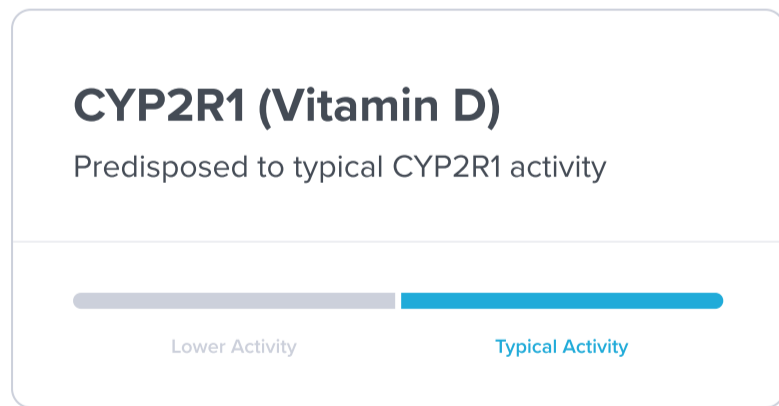 CYP2R1 (Vitamin D)
Predisposed to typical CYP2R1 activity
Lower Activity
Typical Activity